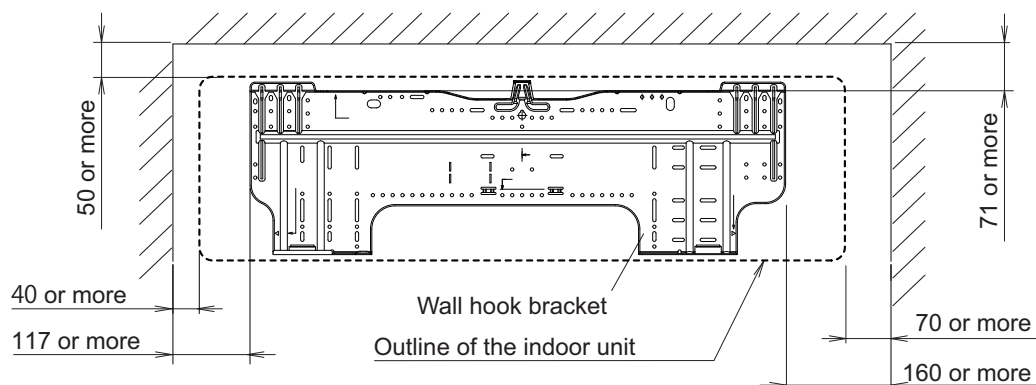 50 or more
71 or more
40 or more
117 or more
Wall hook bracket
Outline of the indoor unit
70 or more
160 or more